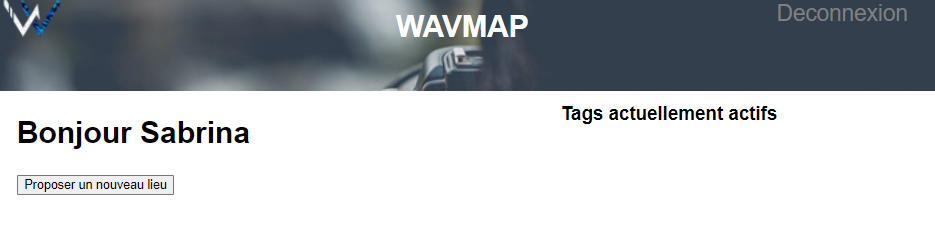 WAVMAP
Deconnexion
Bonjour Sabrina
Proposer un nouveau lieu
Tags actuellement actifs